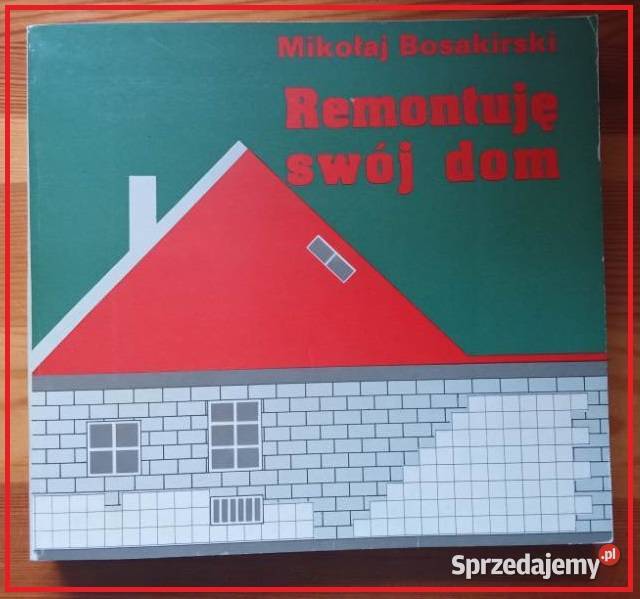 Mikołaj Bosakirski
Remontuję
swój dom
Sprzedajemy.pl